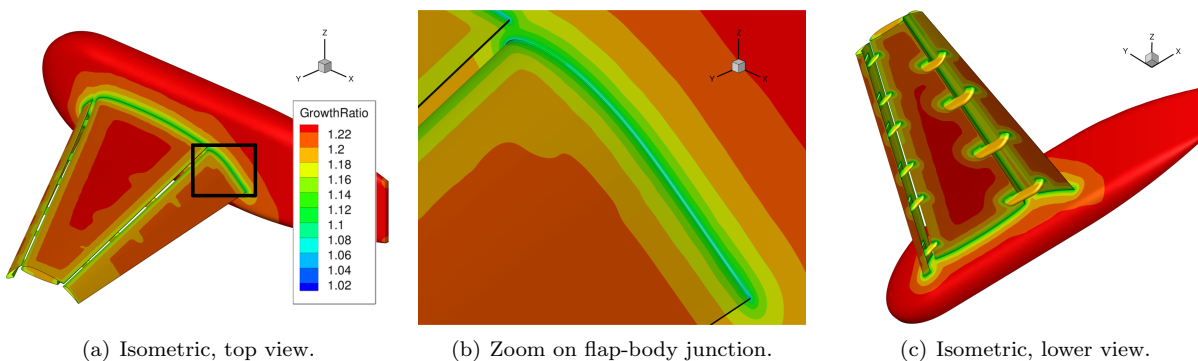 Z
Y
X
GrowthRatio
1.22
1.2
1.18
1.16
1.14
1.12
1.1
1.08
1.06
1.04
1.02
(a) Isometric, top view.
Z
Y
X
(b) Zoom on flap-body junction.
Y
X
Z
(c) Isometric, lower view.